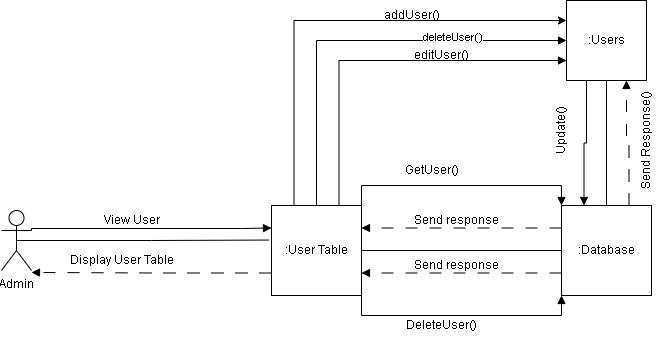 addUser()
deleteUser()
editUser()
:Users
Update()
Send Response()
GetUser()
View User
Send response
:User Table
:Database
Display User Table
Send response
Admin
DeleteUser()